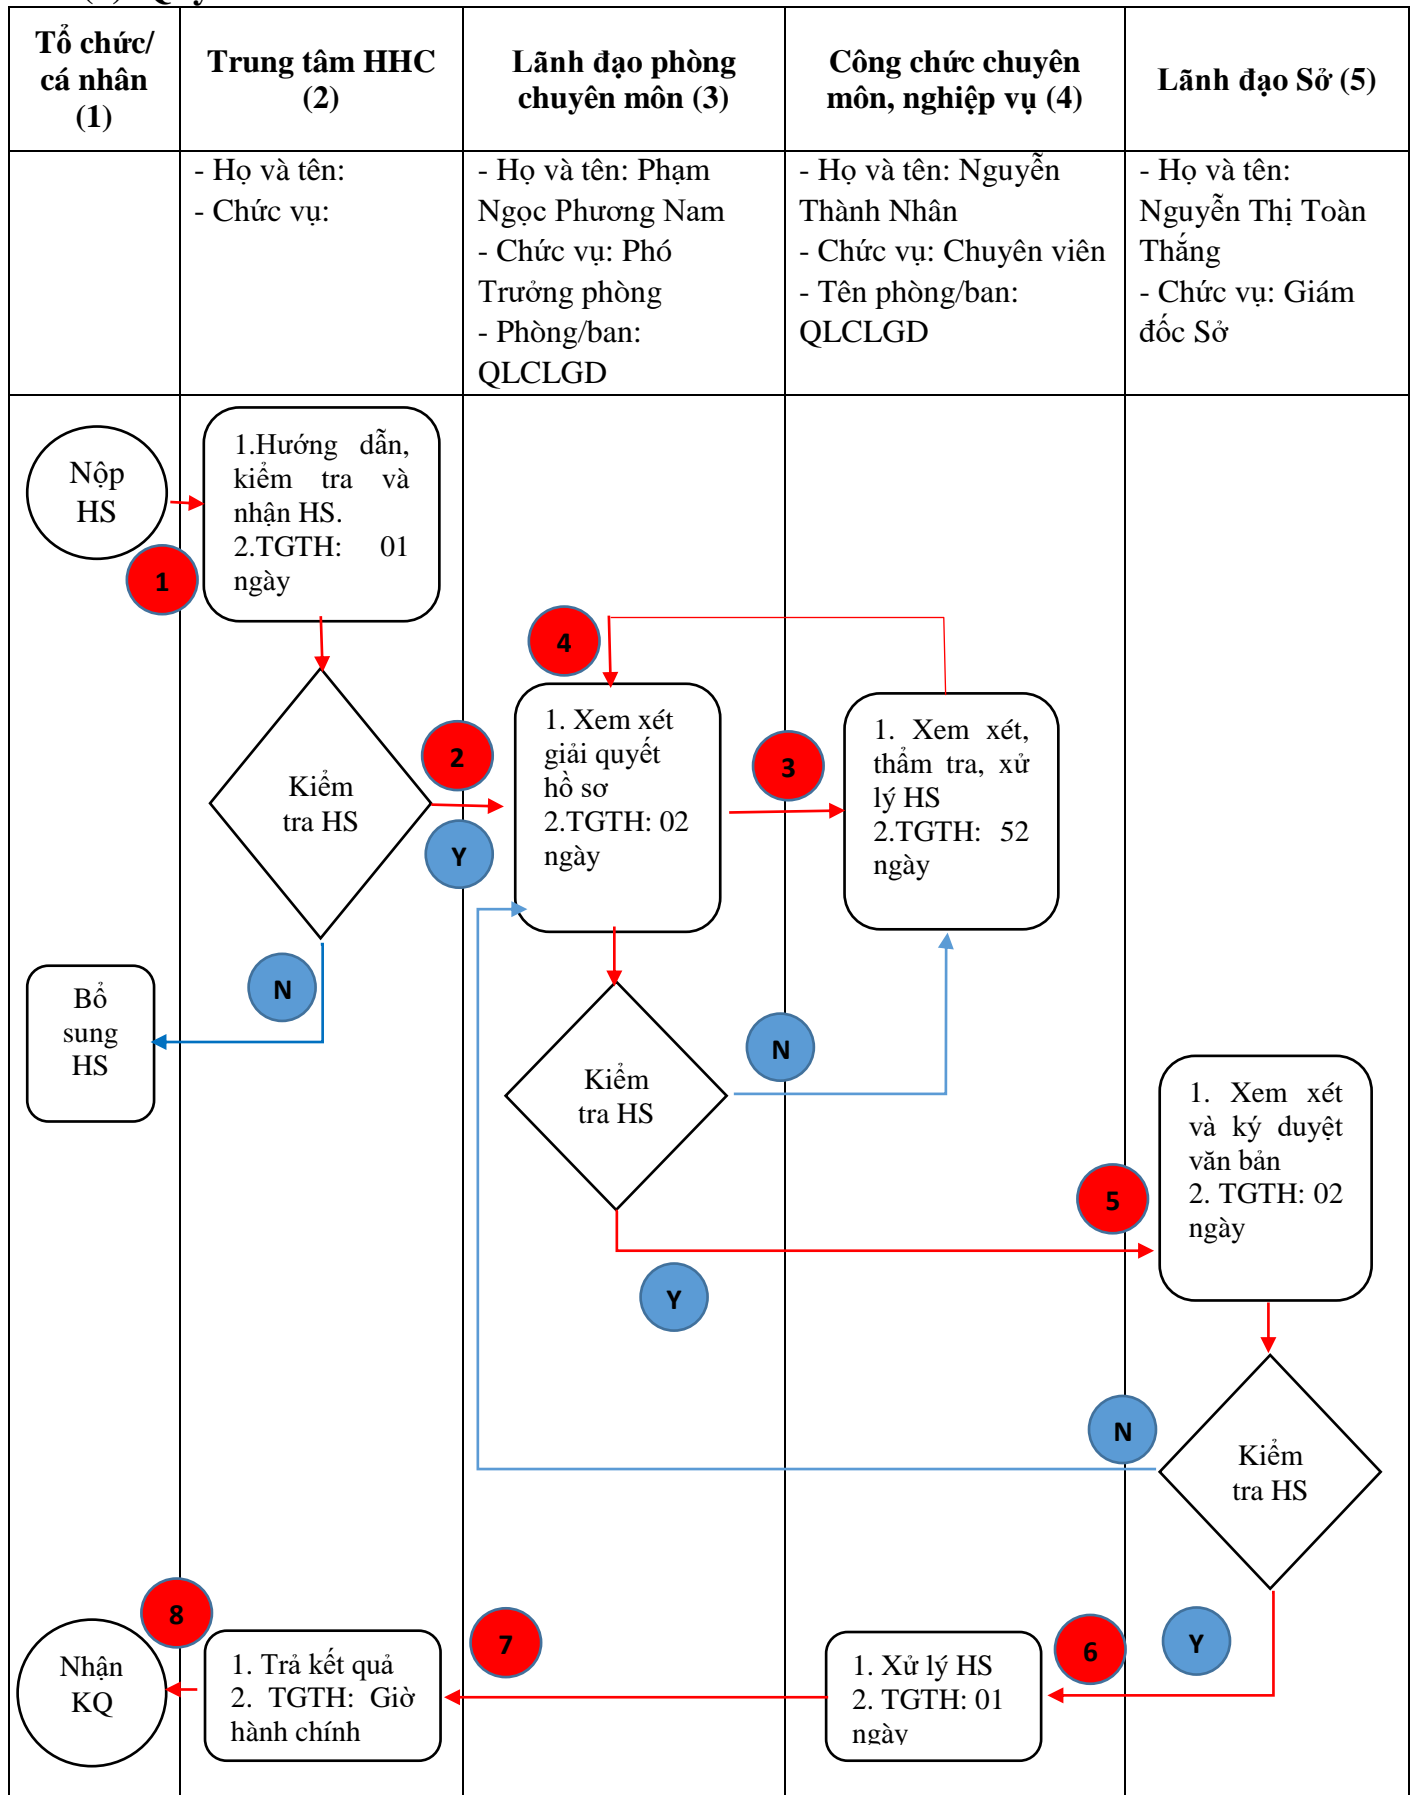 Tổ chức/
cá nhân
(1)
Trung tâm HHC
(2)
Lãnh đạo phòng
chuyên môn (3)
Công chức chuyên
môn, nghiệp vụ (4)
Lãnh đạo Sở (5)
- Họ và tên:
- Chức vụ:
- Họ và tên: Phạm
Ngọc Phương Nam
- Chức vụ: Phó
Trưởng phòng
- Phòng/ban:
QLCLGD
- Họ và tên: Nguyễn
Thành Nhân
- Chức vụ: Chuyên viên
- Tên phòng/ban:
QLCLGD
- Họ và tên:
Nguyễn Thị Toàn
Thắng
- Chức vụ: Giám
đốc Sở
Nộp
HS
1
1.Hướng dẫn,
kiểm tra và
nhận HS.
2.TGTH: 01
ngày
4
Kiểm
tra HS
2
Y
1. Xem xét
giải quyết
hồ sơ
2.TGTH: 02
ngày
3
1. Xem xét,
thẩm tra, xử
lý HS
2.TGTH: 52
ngày
N
Bổ
sung
HS
Kiểm
tra HS
N
1. Xem xét
và ký duyệt
văn bản
2. TGTH: 02
ngày
5
Y
N
Kiểm
tra HS
8
Nhận
KQ
1. Trả kết quả
2. TGTH: Giờ
hành chính
7
1. Xử lý HS
2. TGTH: 01
ngày
6
Y